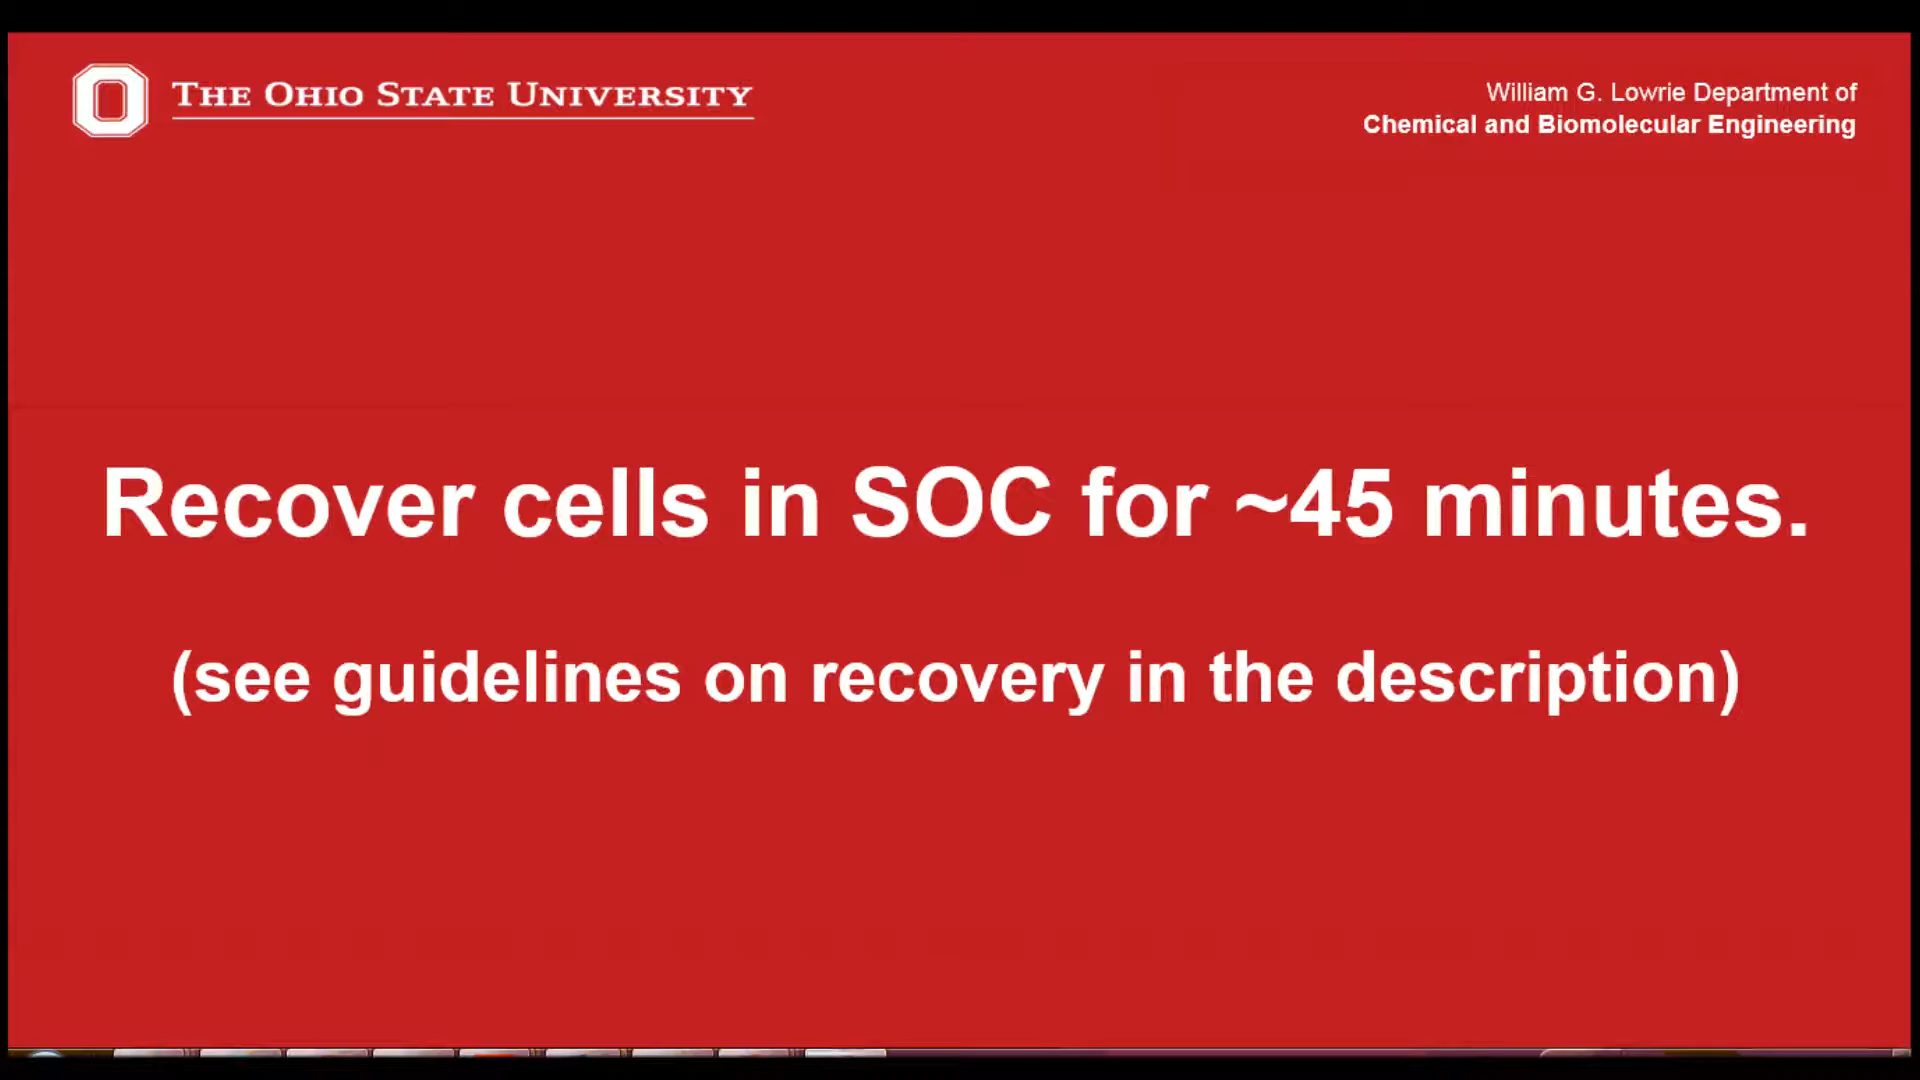 THE OHIO STATE UNIVERSITY
William G. Lowrie Department of
Chemical and Biomolecular Engineering
Recover cells in SOC for ~45 minutes.
(see guidelines on recovery in the description)